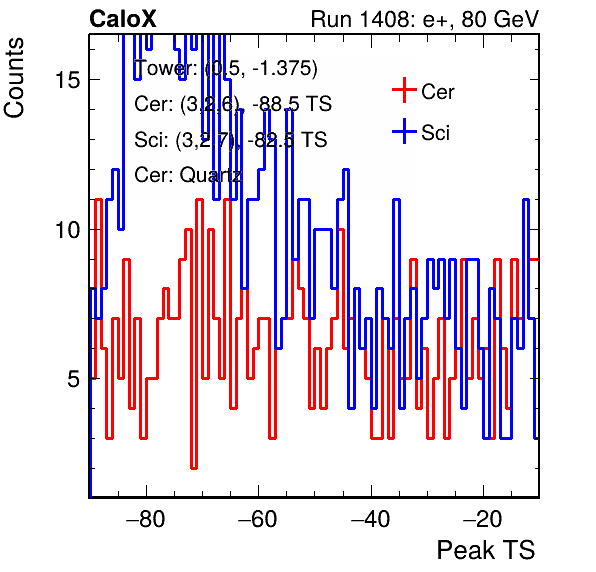 CaloX Run 1408: e+, 80 GeV
Counts
15
10
5
Tower: (0.5, -1.375)
Cer: (3,2,6), -88.5 TS
Sci: (3,2,7), -82.5 TS
Cer: Quartz
Cer
Sci
−80 −60 −40 −20
Peak TS